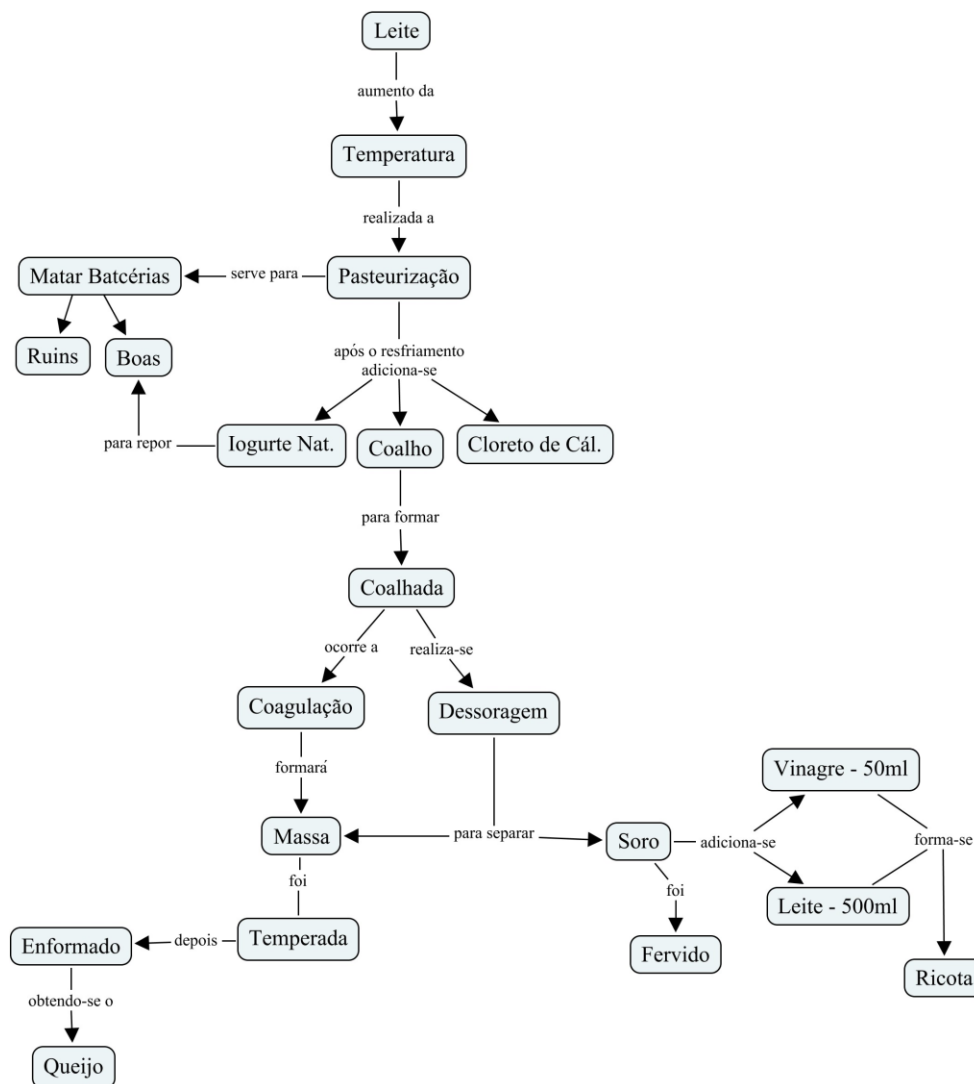 Leite
aumento da
Temperatura
realizada a
Pasteurização
serve para
Matar Batcérias
Ruins
Boas
após o resfriamento
adiciona-se
para repor
Iogurte Nat.
Coalho
Cloreto de Cál.
para formar
Coalhada
ocorre a
realiza-se
Coagulação
Dessoragem
formará
Massa
para separar
Soro
adiciona-se
Vinagre - 50ml
Leite - 500ml
forma-se
Ricota
foi
Fervido
foi
Temperada
depois
Enformado
obtendo-se o
Queijo